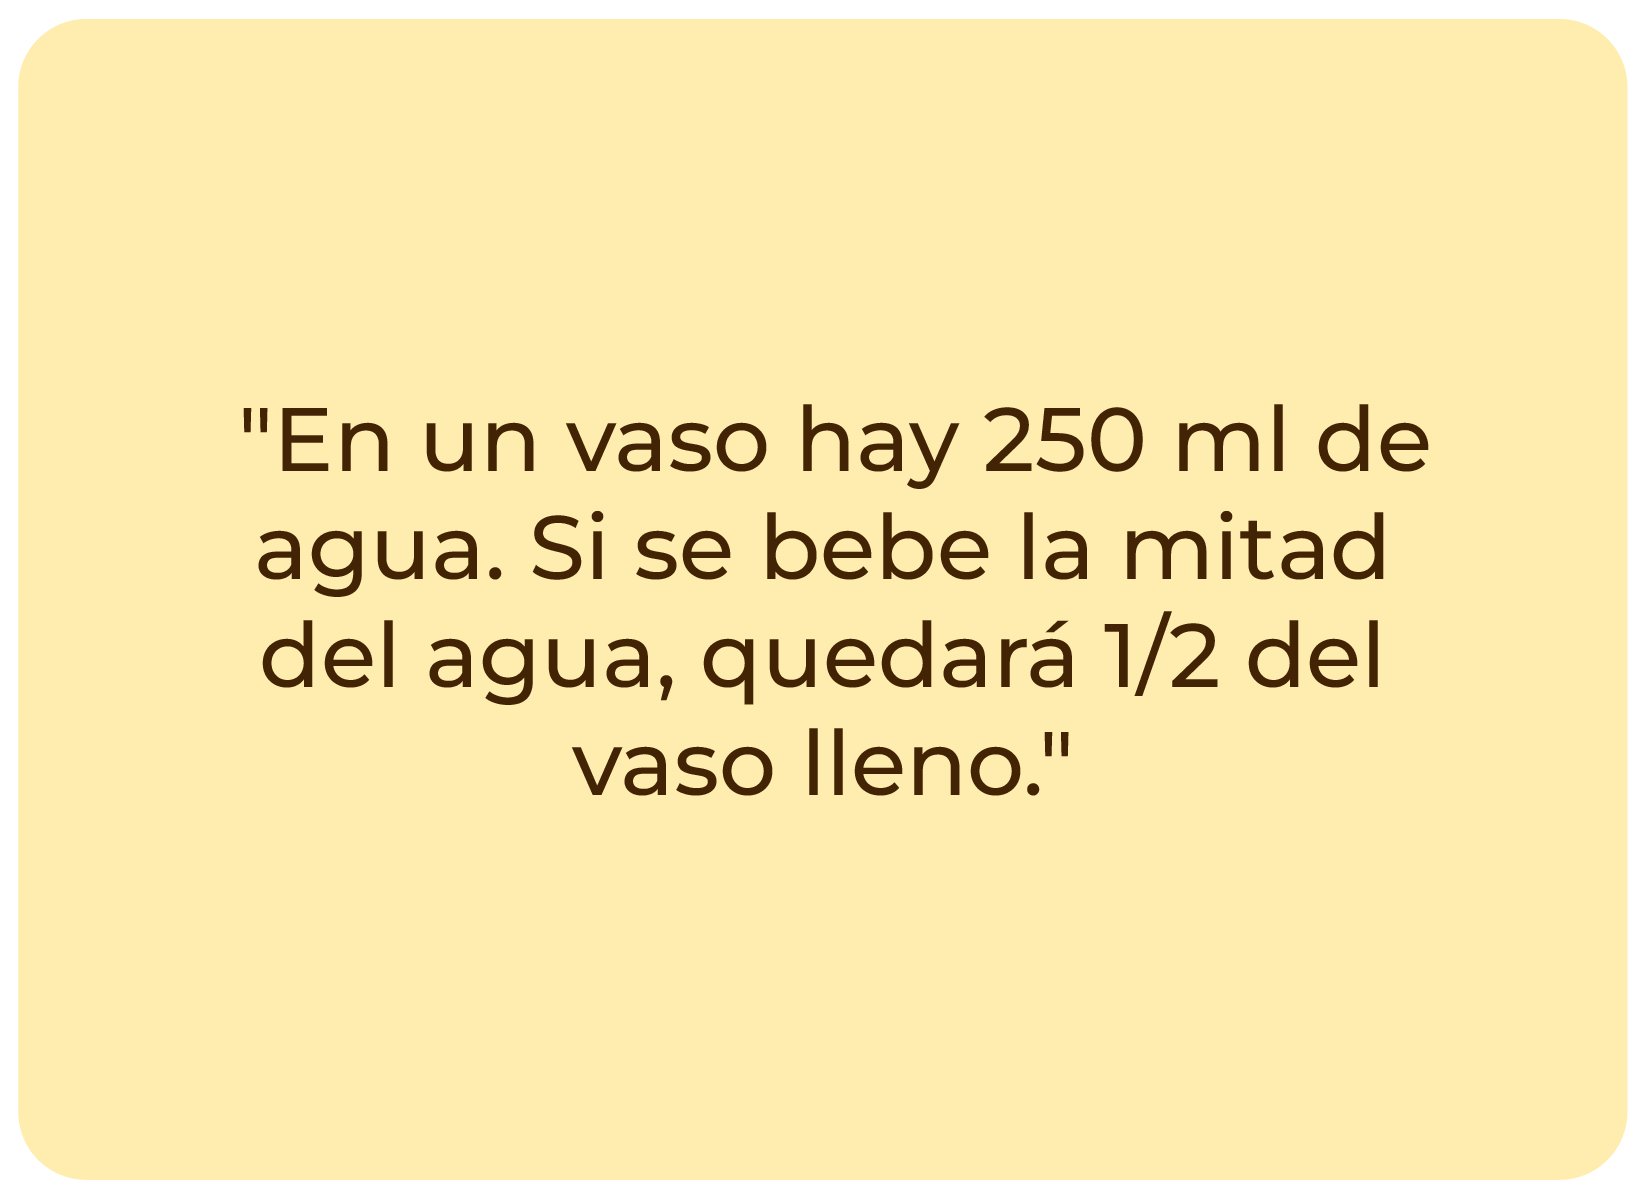 "En un vaso hay 250 ml de
agua. Si se bebe la mitad
del agua, quedará 1/2 del
vaso lleno."